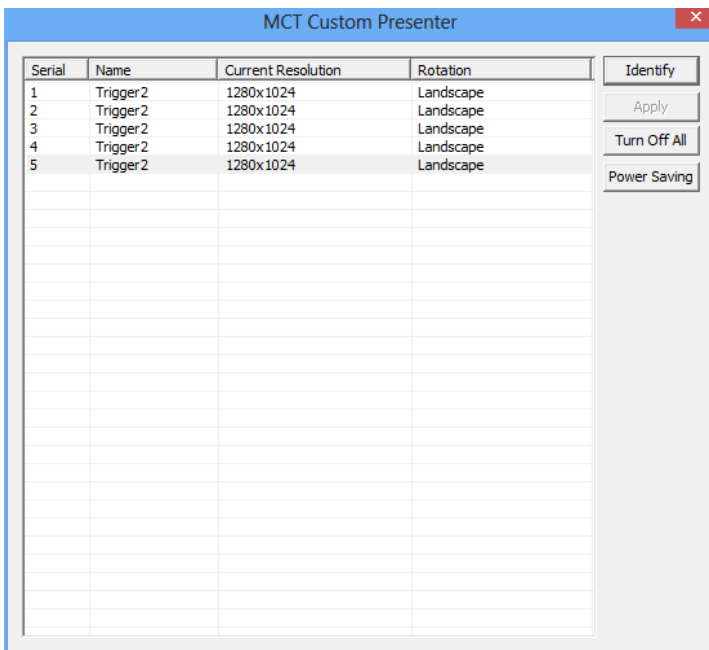 MCT Custom Presenter
Serial Name Current Resolution Rotation
1 Trigger2 1280x1024 Landscape
2 Trigger2 1280x1024 Landscape
3 Trigger2 1280x1024 Landscape
4 Trigger2 1280x1024 Landscape
5 Trigger2 1280x1024 Landscape
Identify
Apply
Turn Off All
Power Saving